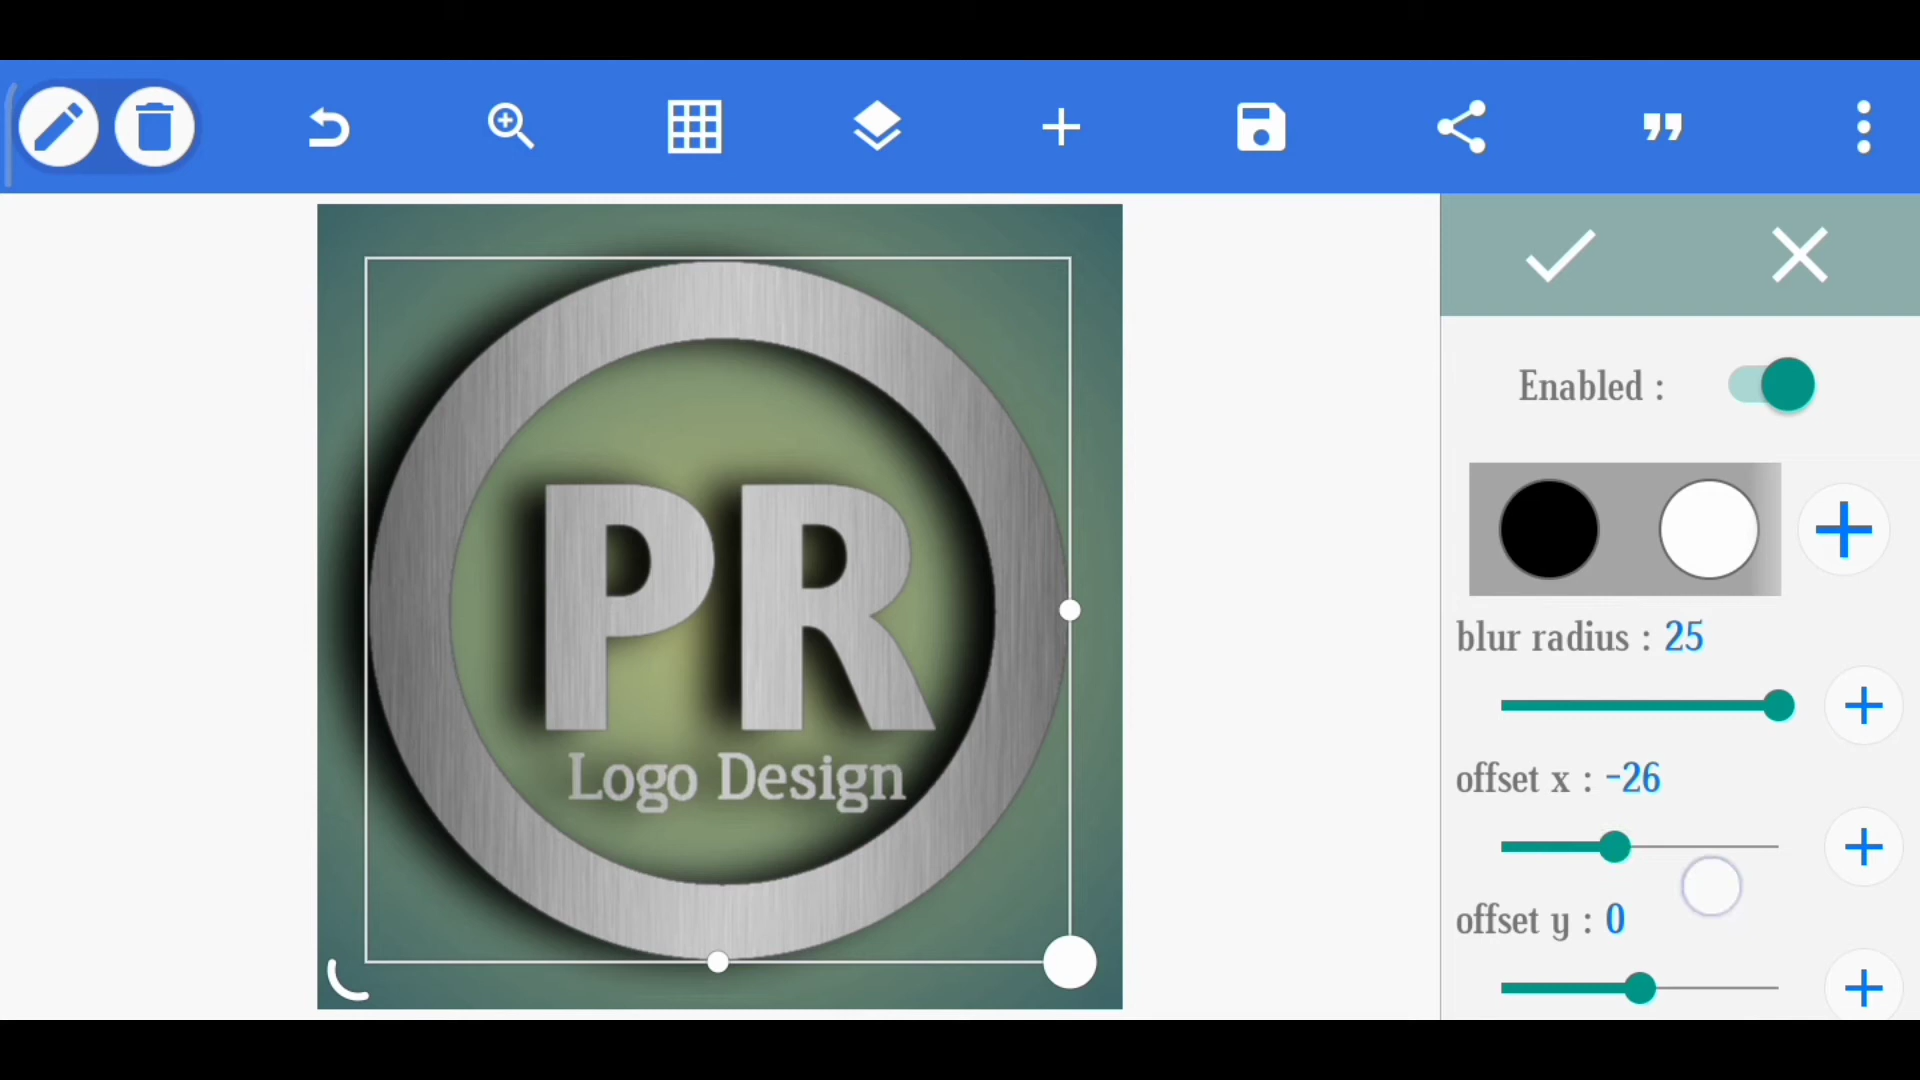 Enabled :
PR
Logo Design
blur radius : 25
offset x : -26
offset y : 0